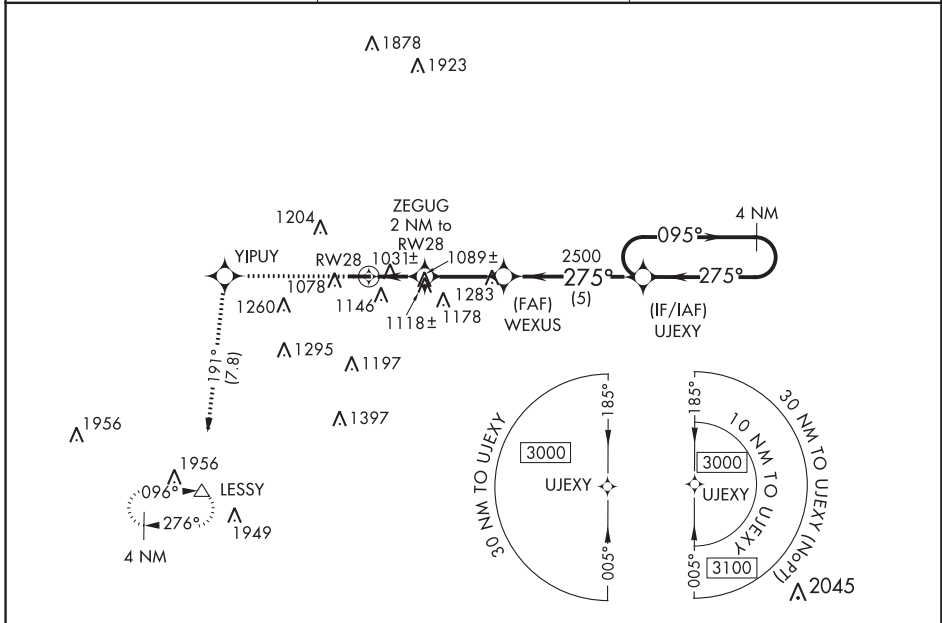 1878
1923
ZEGUG
2 NM to
RW28
1204
4 NM
095°
YIPUY
RW28
1031±
1089±
2500
275°
275°
1078
1260
1146
1283
(5)
1118±
1178
(FAF)
WEXUS
(IF/IAF)
UJEXY
191°
(7.8)
1295
1197
1397
1956
1956
096°
LESSY
276°
1949
4 NM
30 NM TO UJEXY
185°
3000
UJEXY
005°
30 NM TO UJEXY (NoPT)
185°
10 NM TO UJEXY
3000
UJEXY
005°
3100
2045